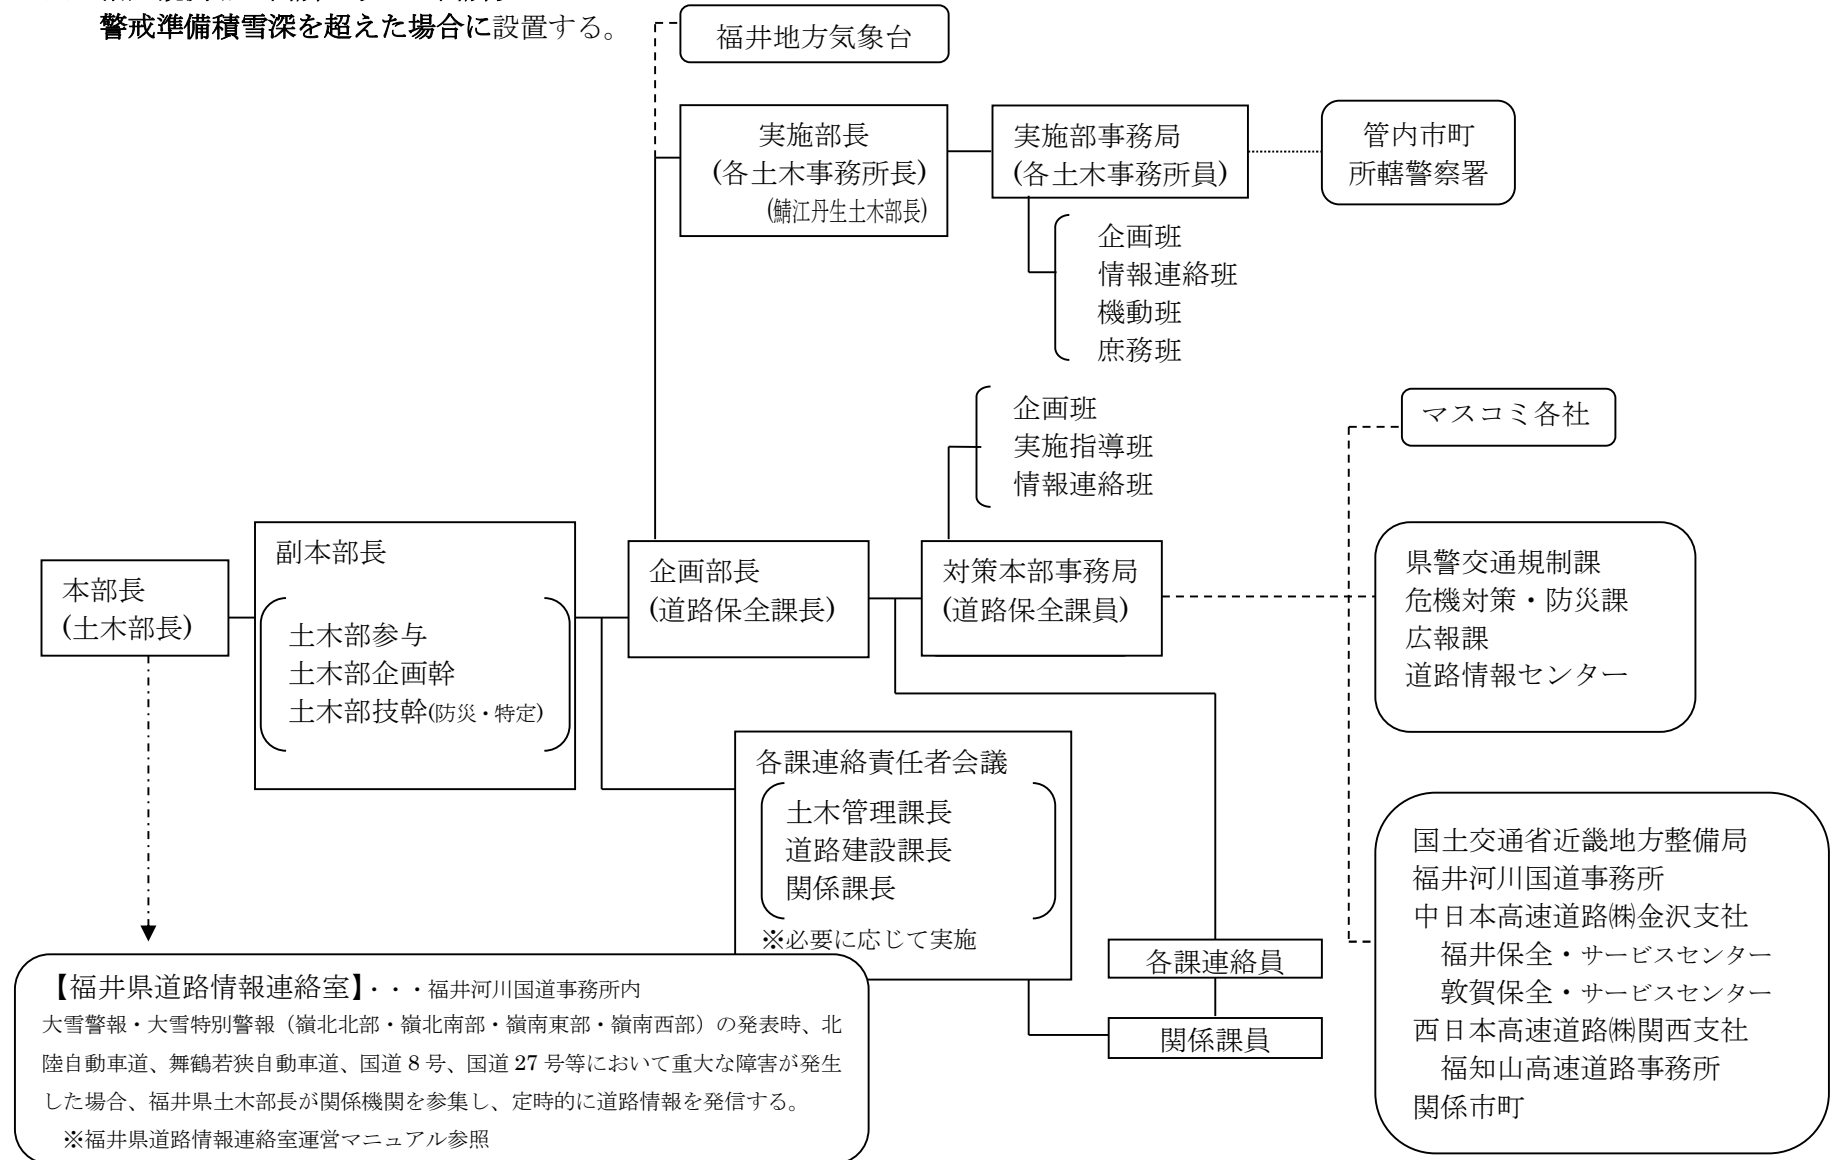 警戒準備積雪深を超えた場合に設置する。
福井地方気象台
実施部長
(各土木事務所長)
(鯖江丹生土木部長)
実施部事務局
(各土木事務所員)
管内市町
所轄警察署
企画班
情報連絡班
機動班
庶務班
企画班
実施指導班
情報連絡班
マスコミ各社
本部長
(土木部長)
副本部長
土木部参与
土木部企画幹
土木部技幹(防災・特定)
企画部長
(道路保全課長)
対策本部事務局
(道路保全課員)
県警交通規制課
危機対策・防災課
広報課
道路情報センター
各課連絡責任者会議
土木管理課長
道路建設課長
関係課長
※必要に応じて実施
各課連絡員
関係課員
国土交通省近畿地方整備局
福井河川国道事務所
中日本高速道路㈱金沢支社
福井保全・サービスセンター
敦賀保全・サービスセンター
西日本高速道路㈱関西支社
福知山高速道路事務所
関係市町
【福井県道路情報連絡室】・・・福井河川国道事務所内
大雪警報・大雪特別警報（嶺北北部・嶺北南部・嶺南東部・嶺南西部）の発表時、北
陸自動車道、舞鶴若狭自動車道、国道 8 号、国道 27 号等において重大な障害が発生
した場合、福井県土木部長が関係機関を参集し、定時的に道路情報を発信する。
※福井県道路情報連絡室運営マニュアル参照